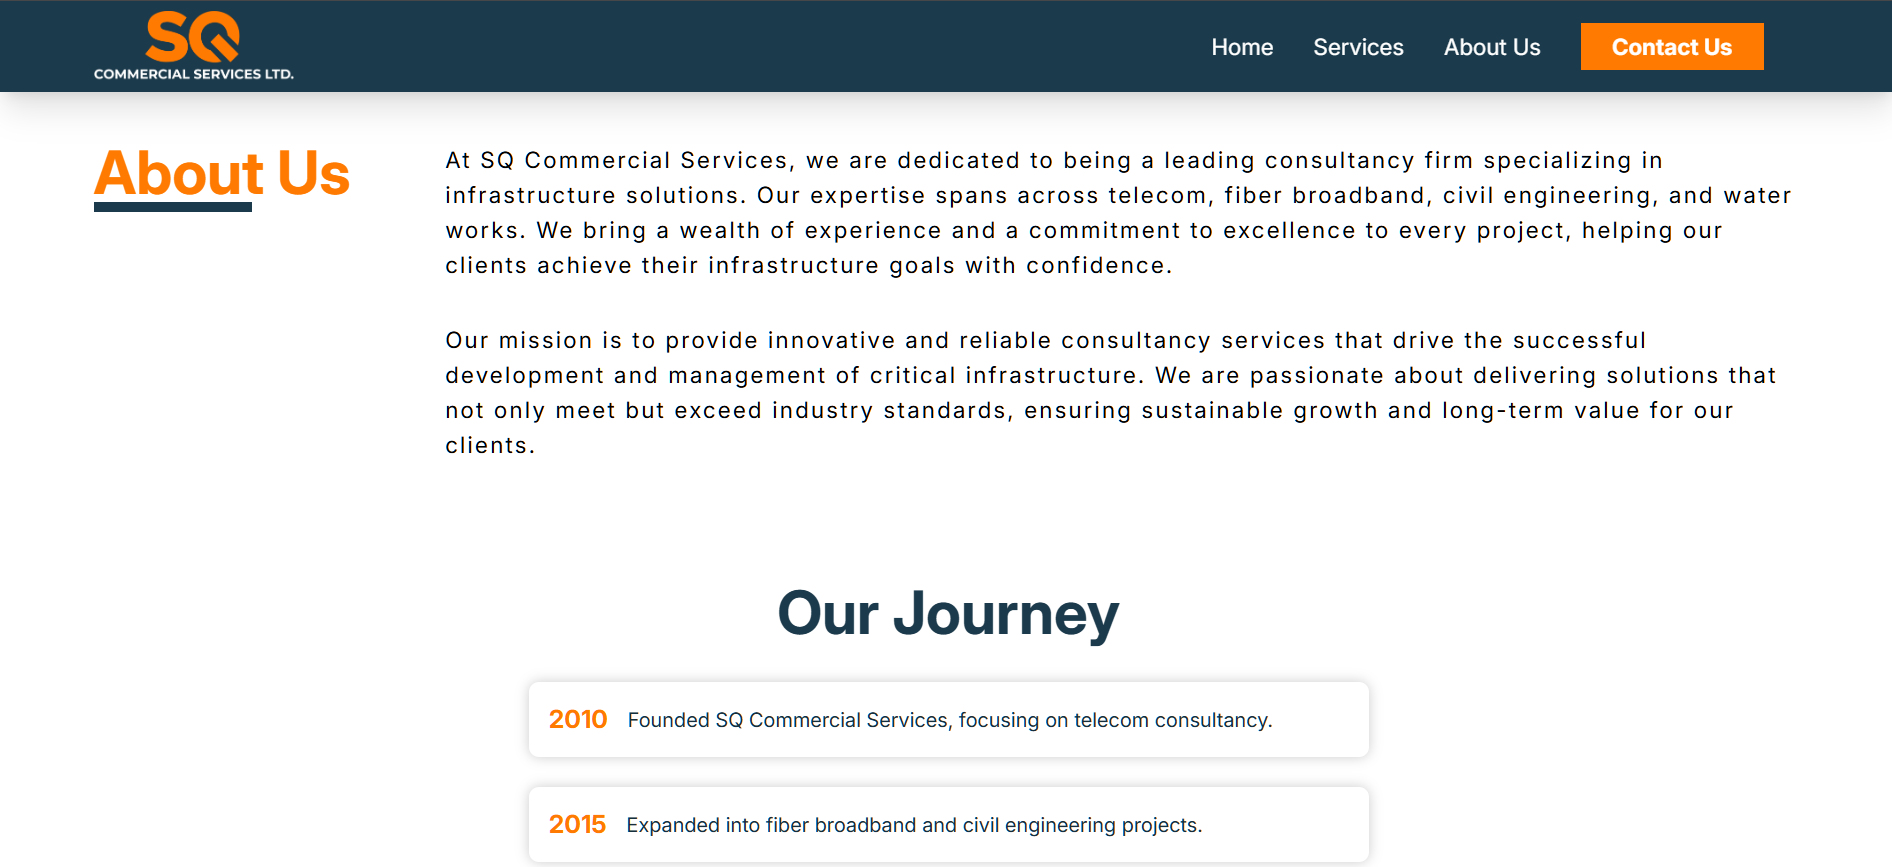 SQ
COMMERCIAL SERVICES LTD.
Home
Services
About Us
Contact Us
About Us
At SQ Commercial Services, we are dedicated to being a leading consultancy firm specializing in
infrastructure solutions. Our expertise spans across telecom, fiber broadband, civil engineering, and water
works. We bring a wealth of experience and a commitment to excellence to every project, helping our
clients achieve their infrastructure goals with confidence.
Our mission is to provide innovative and reliable consultancy services that drive the successful
development and management of critical infrastructure. We are passionate about delivering solutions that
not only meet but exceed industry standards, ensuring sustainable growth and long-term value for our
clients.
Our Journey
2010 Founded SQ Commercial Services, focusing on telecom consultancy.
2015 Expanded into fiber broadband and civil engineering projects.